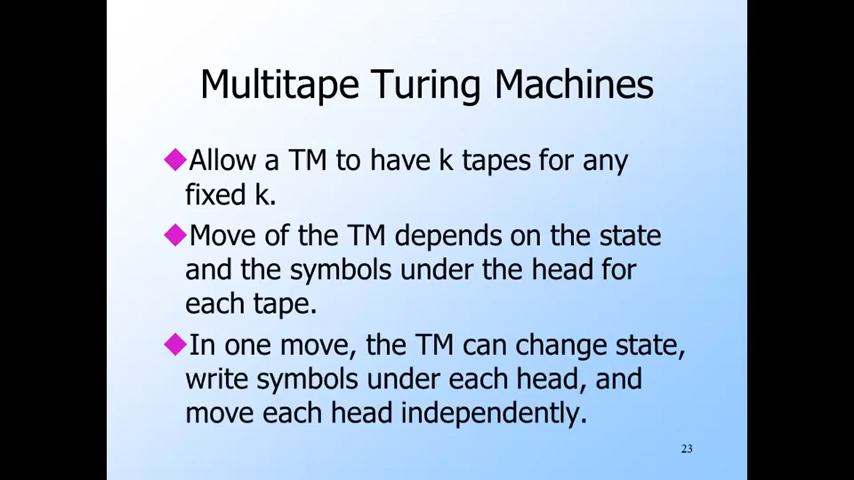 Multitape Turing Machines
Allow a TM to have k tapes for any
fixed k.
Move of the TM depends on the state
and the symbols under the head for
each tape.
In one move, the TM can change state,
write symbols under each head, and
move each head independently.
23